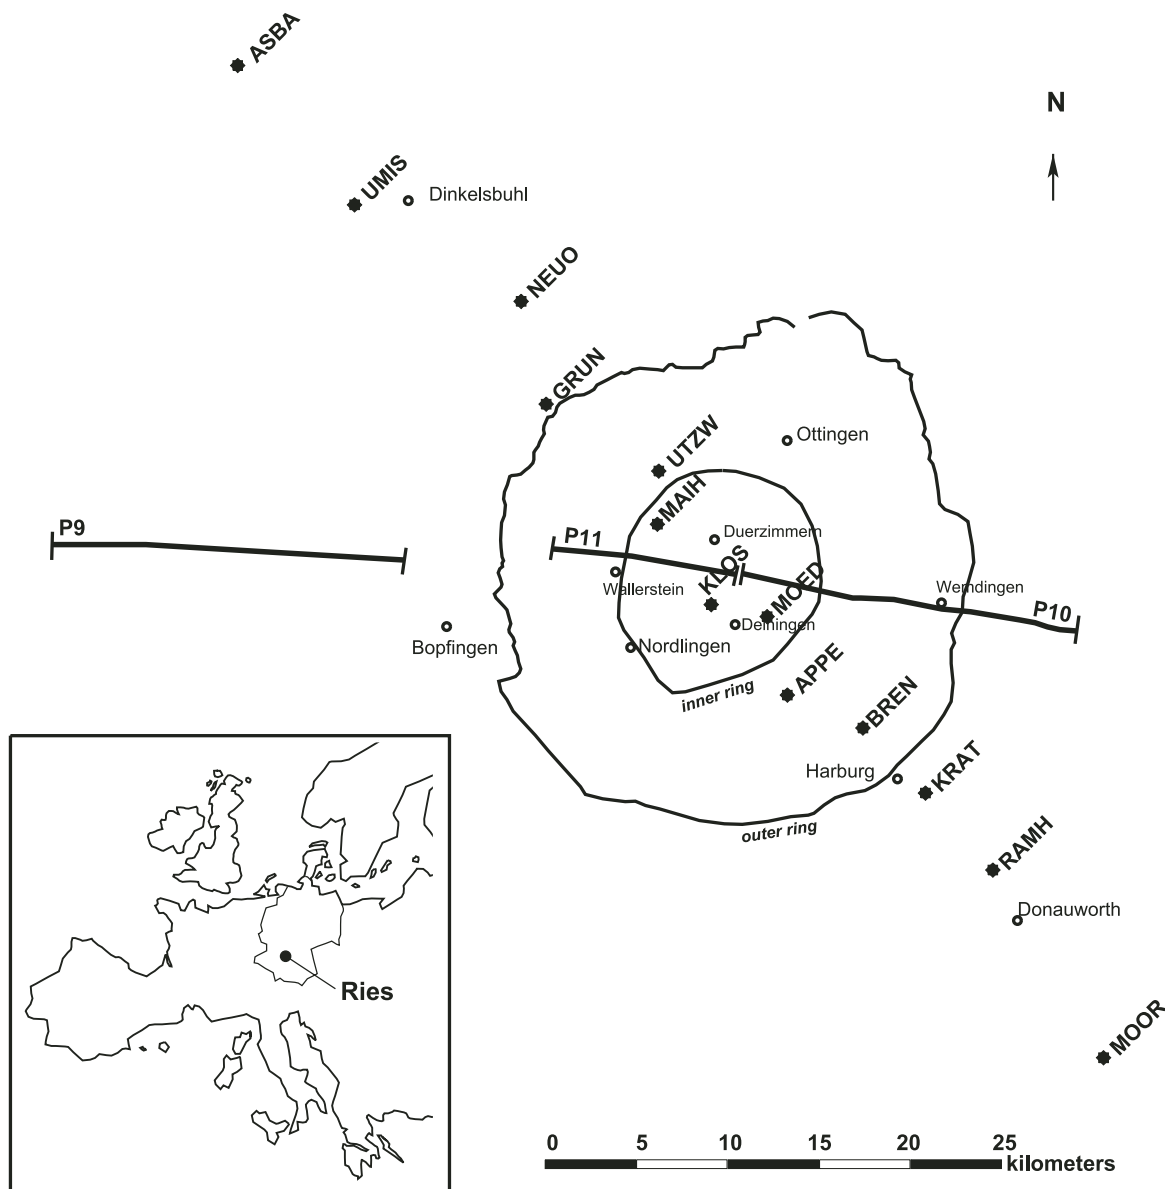 ASBA
N
UMIS
Dinkelsbuhl
NEUO
GRUN
UTZW
Ottingen
MAIH
P9
P11
Duerzimmern
KLOS
MOED
Wallerstein
Wemdingen
P10
Deiningen
Bopfingen
Nordlingen
APPE
inner ring
BREN
Harburg
KRAT
outer ring
RAMH
Donauworth
Ries
MOOR
0 5 10 15 20 25
kilometers